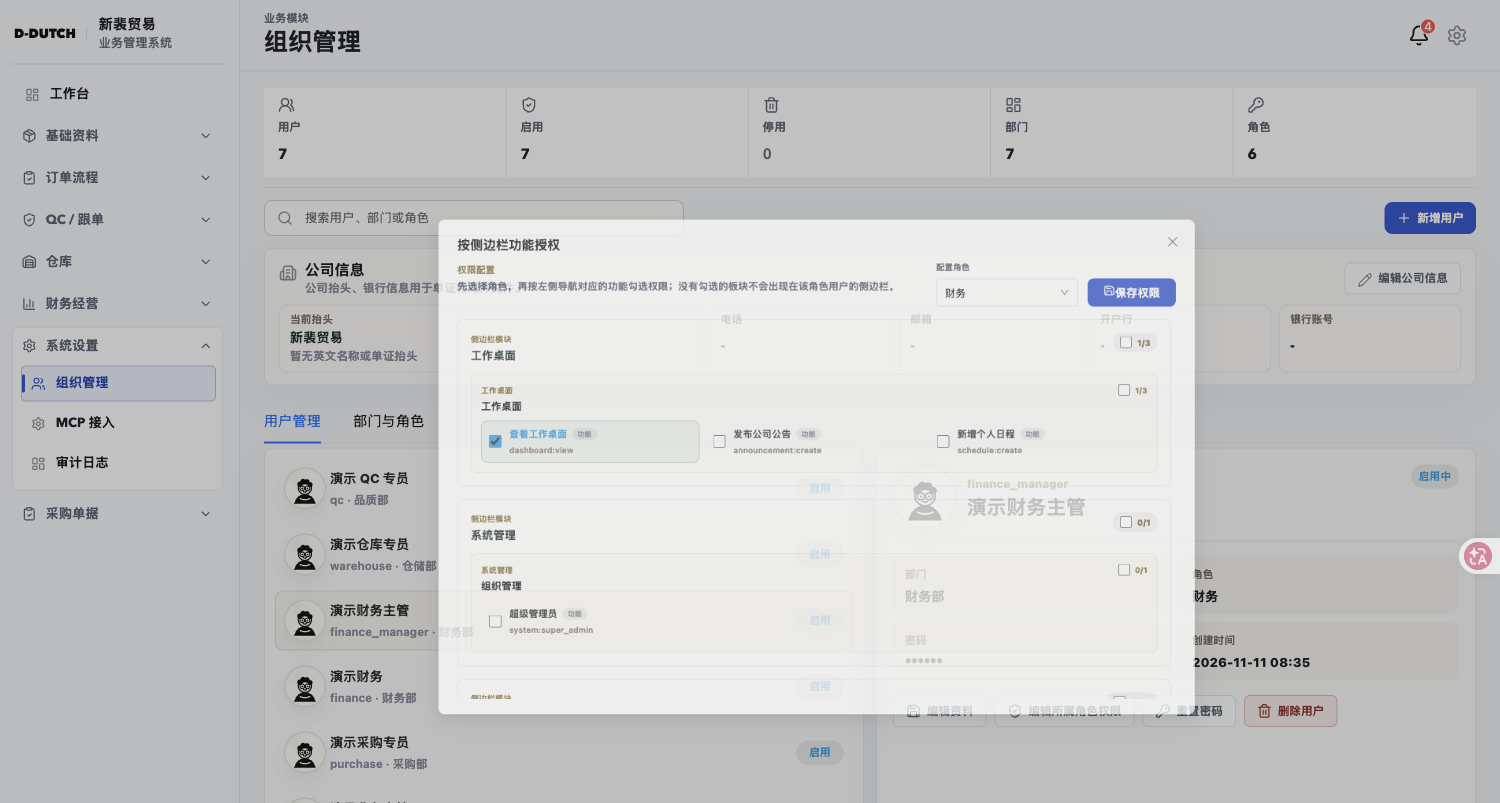 D-DUTCH
新裴贸易
业务管理系统
工作台
基础资料
订单流程
QC / 跟单
仓库
财务经营
系统设置
组织管理
MCP 接入
审计日志
采购单据
业务模块
组织管理
4
用户
7
启用
7
停用
0
部门
7
角色
6
搜索用户、部门或角色
新增用户
公司信息
公司抬头、银行信息用于单证
编辑公司信息
当前抬头
新裴贸易
暂无英文名称或单证抬头
电话
-
邮箱
-
开户行
-
银行账号
-
用户管理
部门与角色
演示 QC 专员
qc · 品质部
启用
演示仓库专员
warehouse · 仓储部
启用
演示财务主管
finance_manager · 财务部
启用
演示财务
finance · 财务部
启用
演示采购专员
purchase · 采购部
启用
finance_manager
演示财务主管
启用中
部门
财务部
角色
财务
密码
******
创建时间
2026-11-11 08:35
编辑资料
编辑所属角色权限
重置密码
删除用户
按侧边栏功能授权
权限配置
先选择角色，再按左侧导航对应的功能勾选权限；没有勾选的板块不会出现在该角色用户的侧边栏。
配置角色
财务
保存权限
侧边栏模块
工作桌面
1/3
工作桌面
工作桌面
1/3
查看工作桌面 功能
dashboard:view
发布公司公告 功能
announcement:create
新增个人日程 功能
schedule:create
侧边栏模块
系统管理
0/1
系统管理
组织管理
0/1
超级管理员 功能
system:super_admin
侧边栏模块